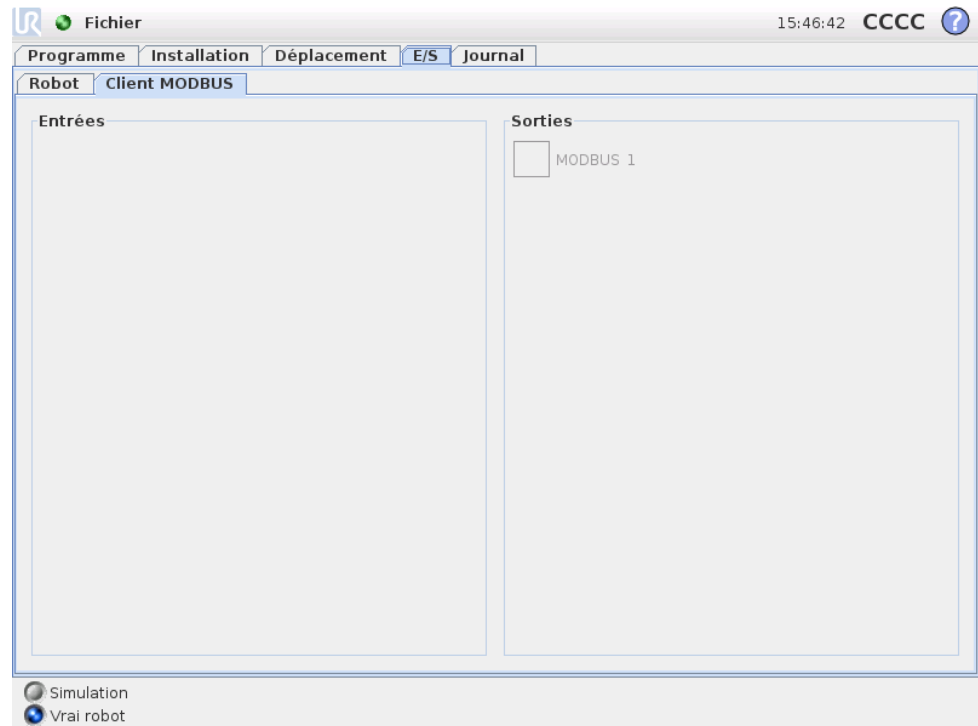 UR Fichier 15:46:42 CCCC ?
Programme Installation Déplacement E/S Journal
Robot Client MODBUS
Entrées
Sorties
MODBUS 1
Simulation
Vrai robot